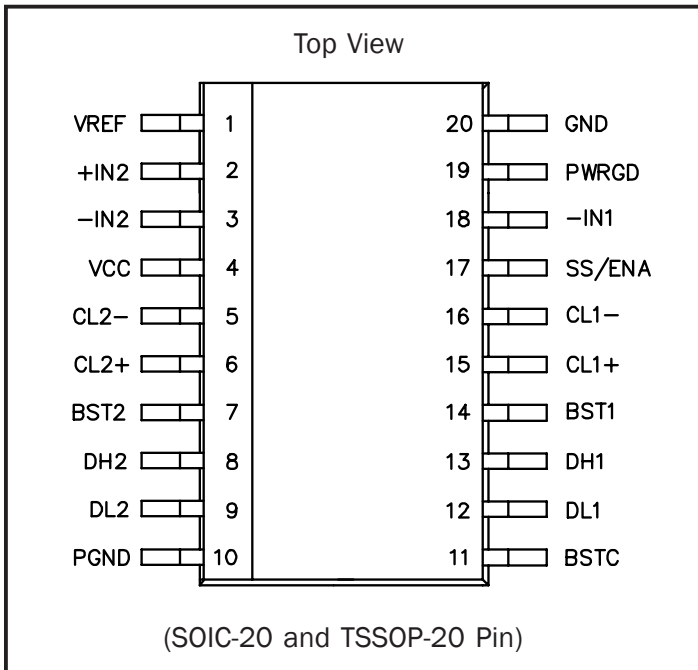 Top View
VREF 1 20 GND
+IN2 2 19 PWRGD
−IN2 3 18 −IN1
VCC 4 17 SS/ENA
CL2− 5 16 CL1−
CL2+ 6 15 CL1+
BST2 7 14 BST1
DH2 8 13 DH1
DL2 9 12 DL1
PGND 10 11 BSTC
(SOIC-20 and TSSOP-20 Pin)